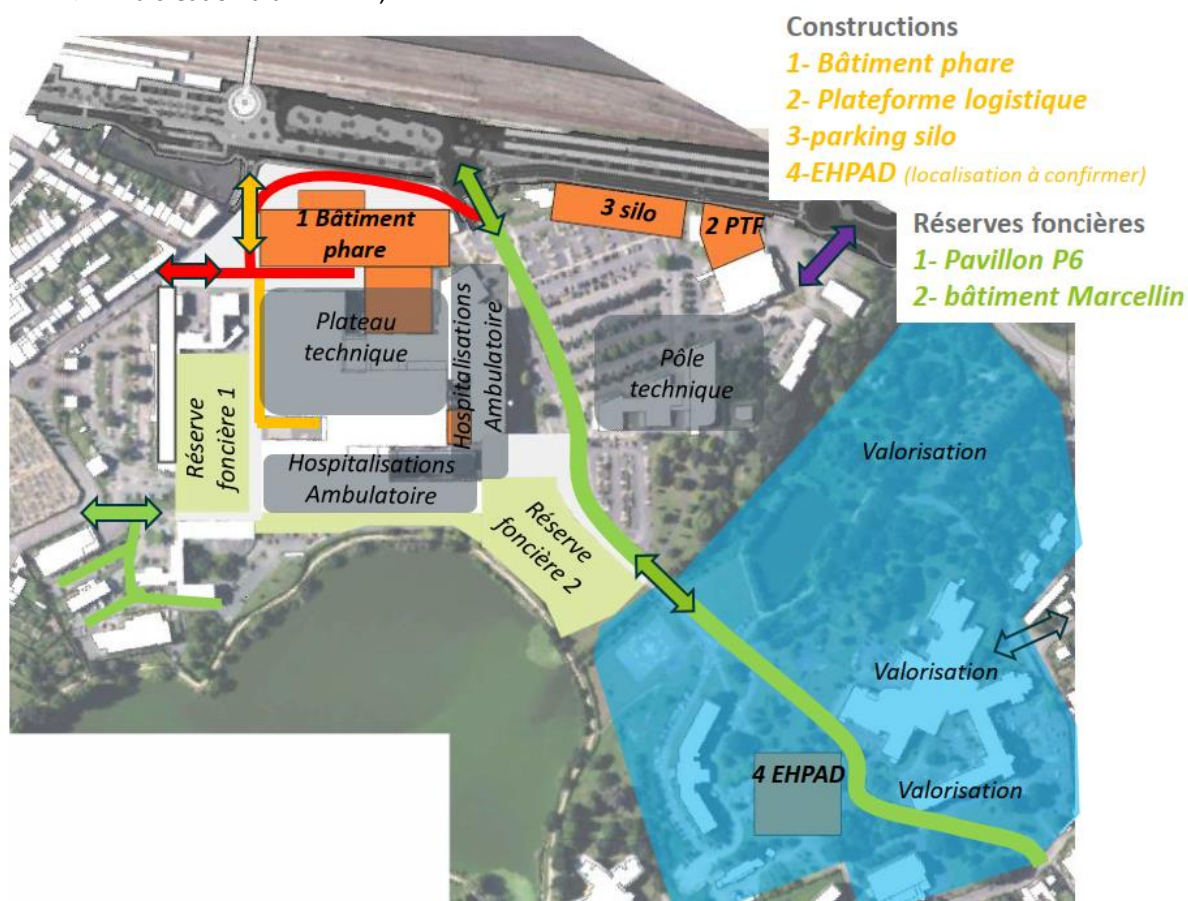 Constructions
1- Bâtiment phare
2- Plateforme logistique
3-parking silo
4-EHPAD (localisation à confirmer)
Réserves foncières
1- Pavillon P6
2- bâtiment Marcellin
1 Bâtiment
phare
3 silo
2 PTF
Plateau
technique
Hospitalisations
Ambulatoire
Pôle
technique
Réserve
foncière 1
Hospitalisations
Ambulatoire
Réserve
foncière 2
Valorisation
Valorisation
4 EHPAD
Valorisation